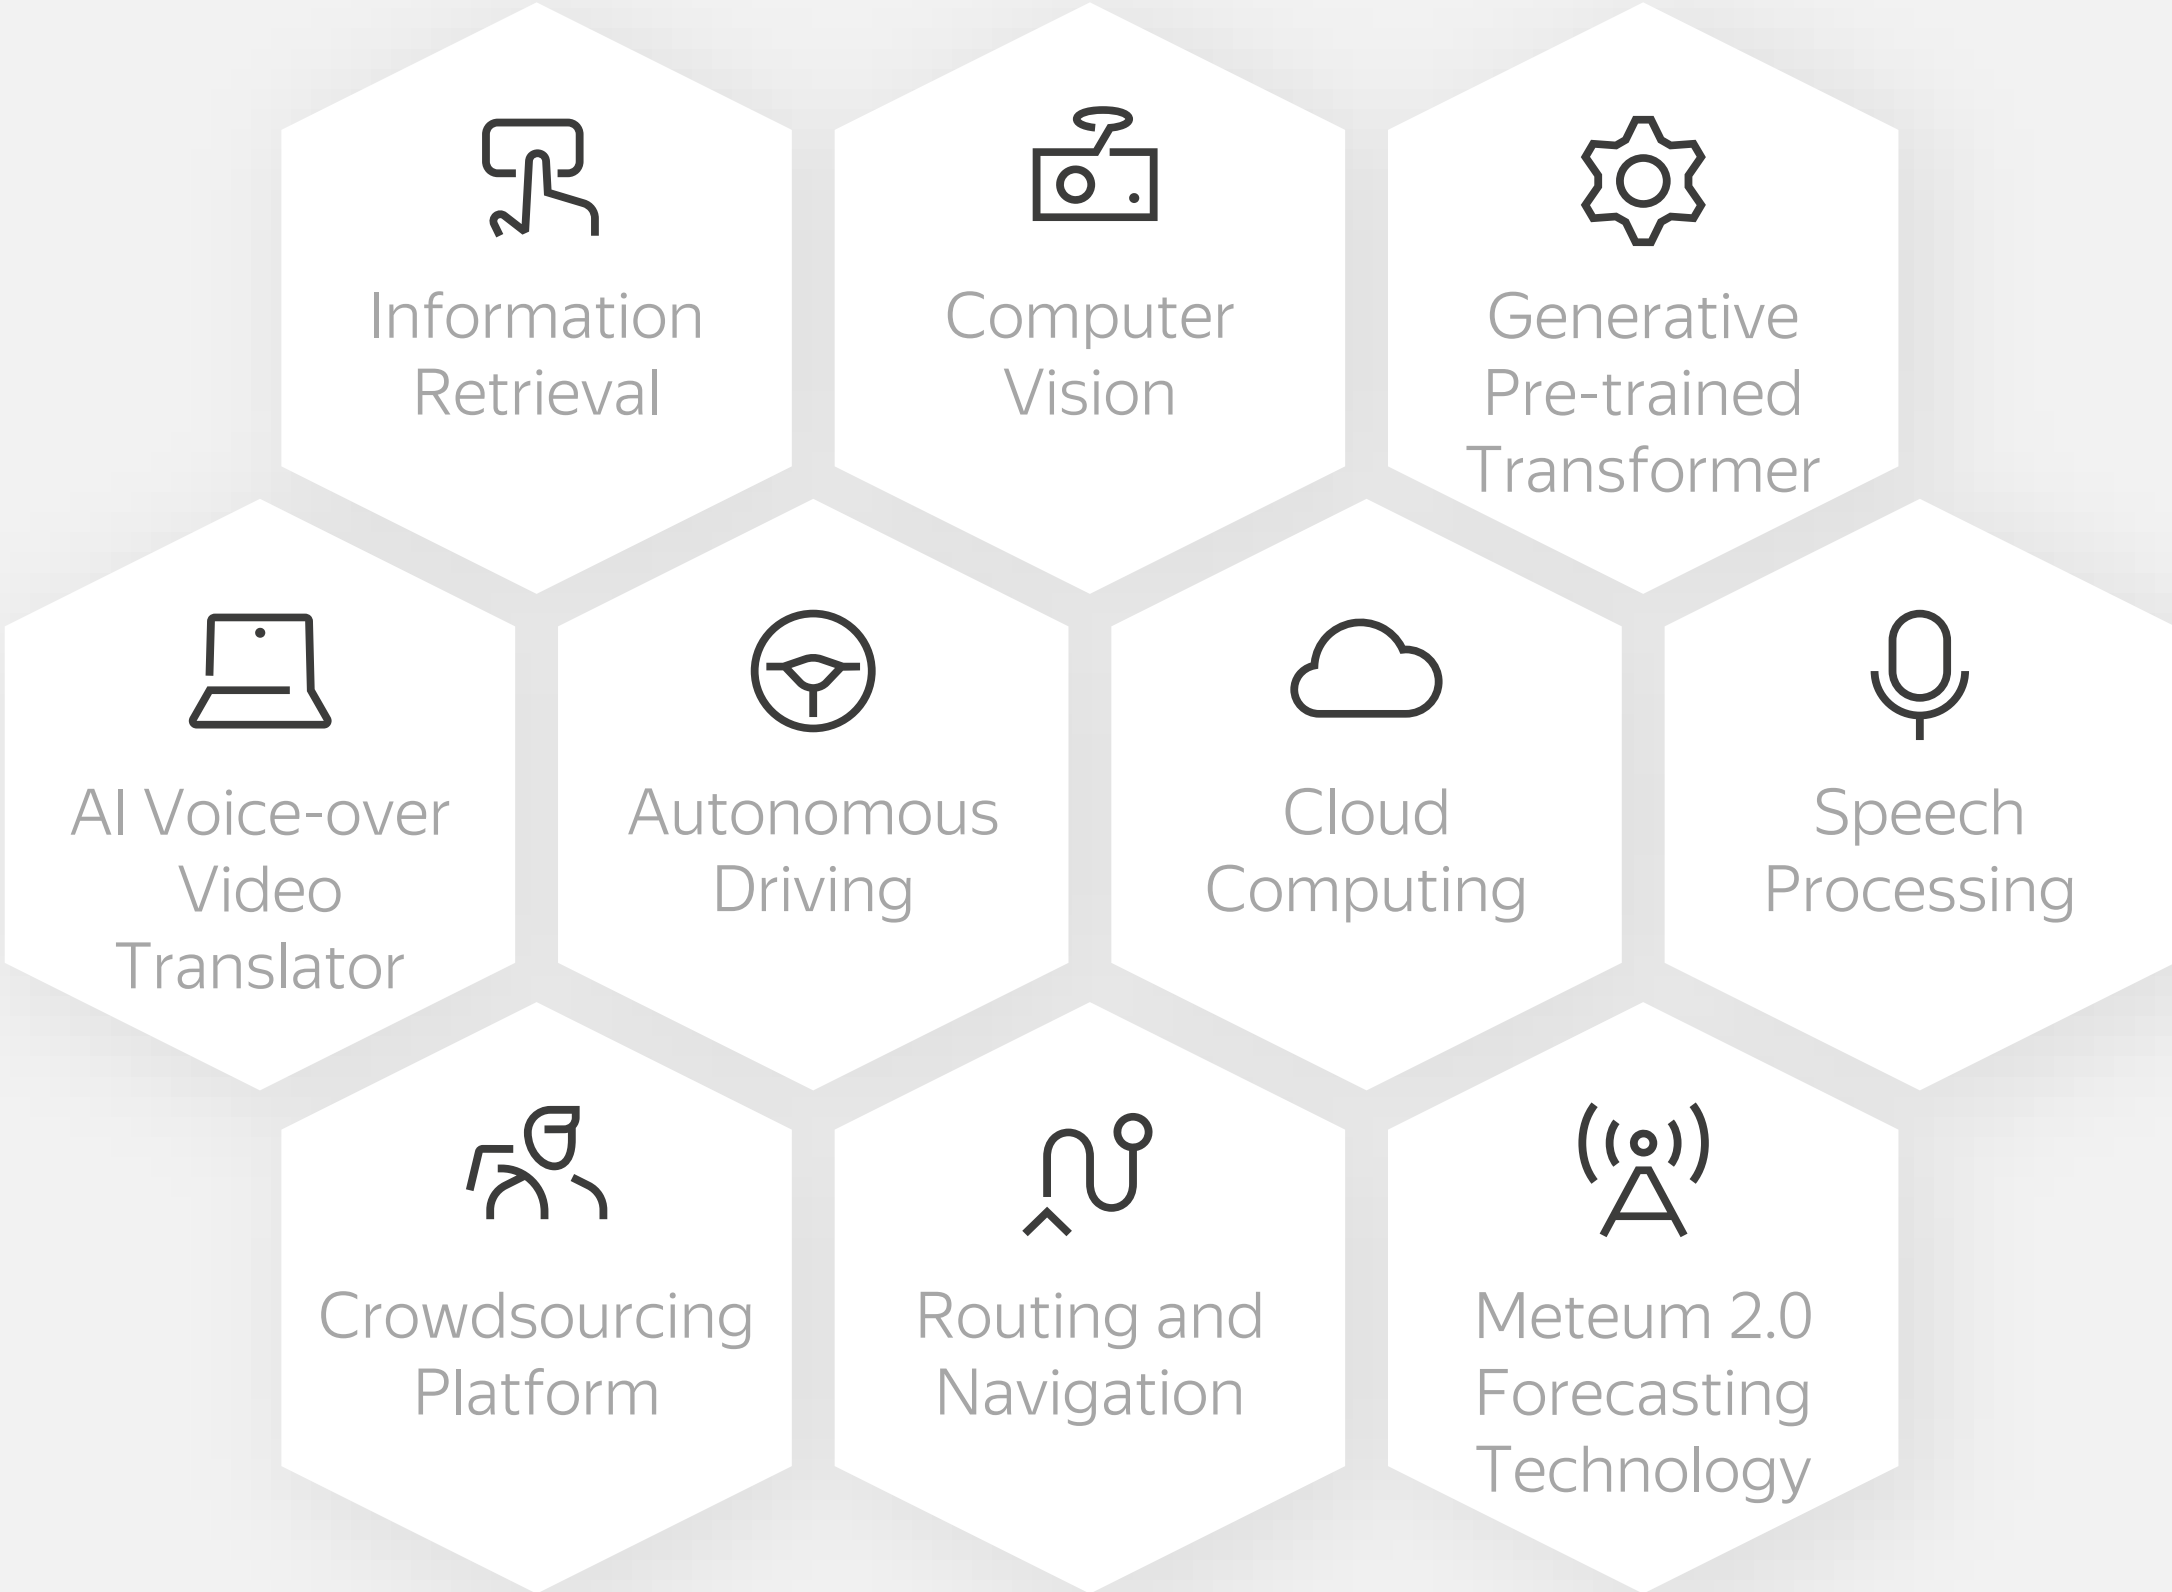 Information
Retrieval
Computer
Vision
Generative
Pre-trained
Transformer
AI Voice-over
Video
Translator
Autonomous
Driving
Cloud
Computing
Speech
Processing
Crowdsourcing
Platform
Routing and
Navigation
Meteum 2.0
Forecasting
Technology